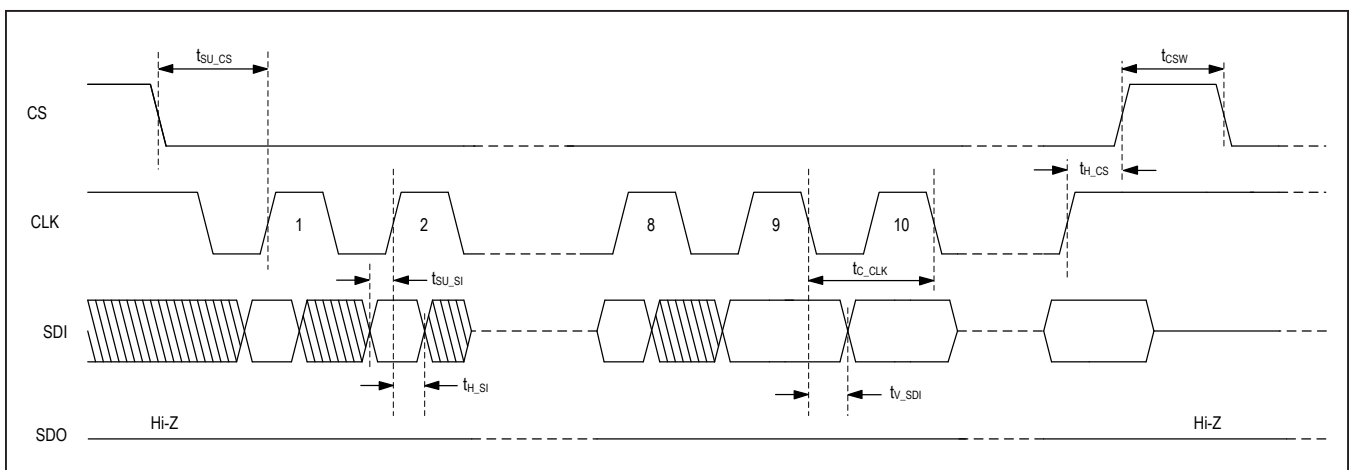 tSU_CS
tCSW
CS
tH_CS
CLK
1
2
8
9
10
tSU_SI
tC_CLK
SDI
tH_SI
tV_SDI
Hi-Z
Hi-Z
SDO